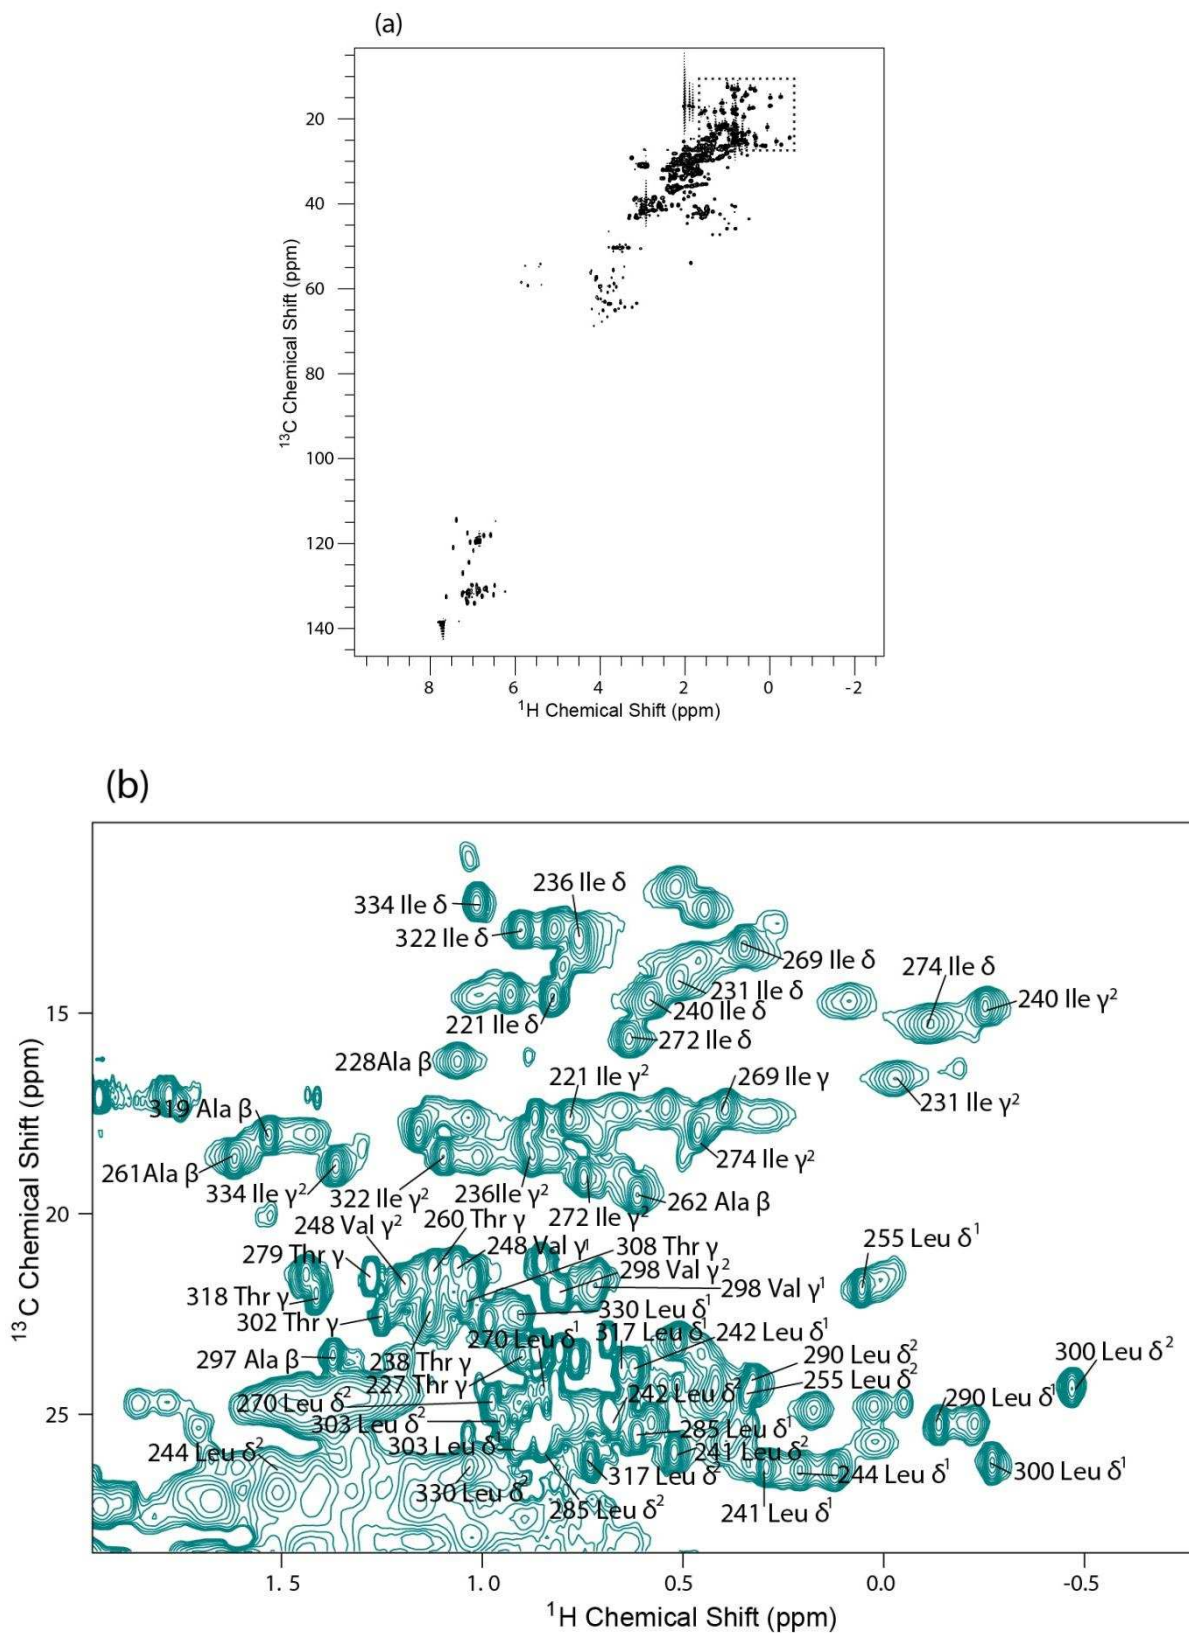 (a)
20
40
60
80
100
120
140
13C Chemical Shift (ppm)
8 6 4 2 0 -2
1H Chemical Shift (ppm)
(b)
236 Ile δ
334 Ile δ
322 Ile δ
269 Ile δ
274 Ile δ
231 Ile δ
240 Ile δ
240 Ile γ2
221 Ile δ
272 Ile δ
228Ala β
221 Ile γ2
269 Ile γ
231 Ile γ2
319 Ala β
274 Ile γ2
261Ala β
334 Ile γ2
322 Ile γ2
236Ile γ2
262 Ala β
272 Ile γ2
248 Val γ2
260 Thr γ
248 Val γ1
308 Thr γ
255 Leu δ1
279 Thr γ
298 Val γ2
298 Val γ1
318 Thr γ
330 Leu δ1
302 Thr γ
270 Leu δ1
317 Leu δ1
242 Leu δ1
297 Ala β
238 Thr γ
290 Leu δ2
300 Leu δ2
227 Thr γ
255 Leu δ2
270 Leu δ2
242 Leu δ2
290 Leu δ1
303 Leu δ2
285 Leu δ1
244 Leu δ2
303 Leu δ1
241 Leu δ2
317 Leu δ2
244 Leu δ1
300 Leu δ1
330 Leu δ2
285 Leu δ2
241 Leu δ1
15
20
25
13C Chemical Shift (ppm)
1. 5 1. 0 0.5 0.0 -0.5
1H Chemical Shift (ppm)